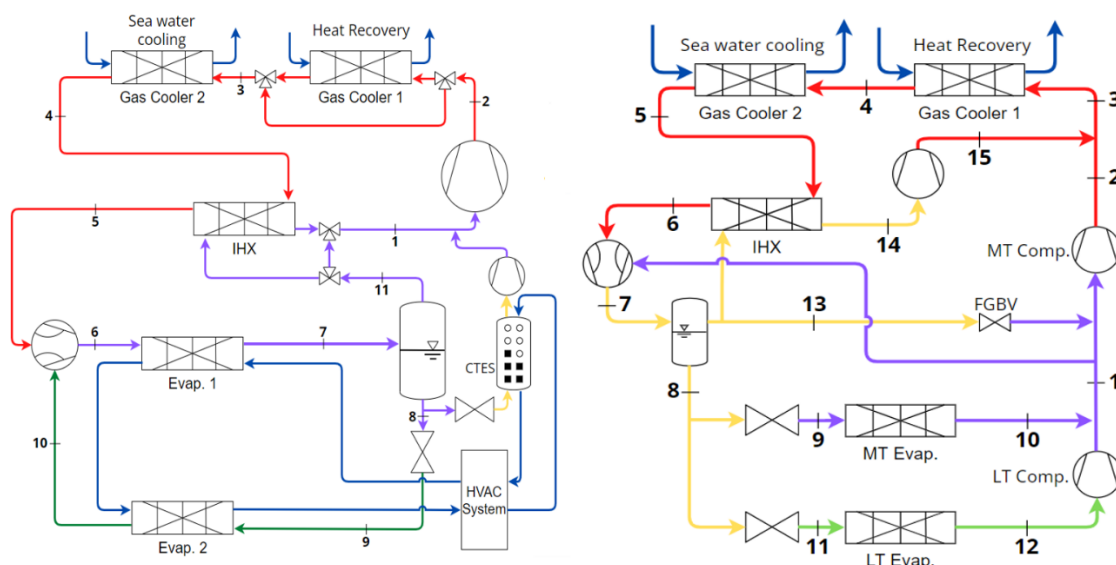 Sea water
cooling
Heat Recovery
Gas Cooler 2
3
Gas Cooler 1
2
4
5
IHX
1
11
6
7
Evap. 1
CTES
8
10
HVAC
System
Evap. 2
9
Sea water cooling
Heat Recovery
Gas Cooler 2
4
Gas Cooler 1
3
5
15
2
6
IHX
14
MT Comp.
7
13
FGBV
8
1
9
10
MT Evap.
LT Comp.
11
12
LT Evap.